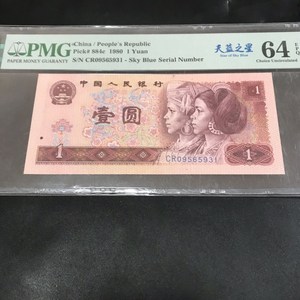 PMG
PAPER MONEY GUARANTY
China / People's Republic
Pick# 884c 1980 1 Yuan
S/N CR09565931 - Sky Blue Serial Number
天蓝之星
Star of Sky Blue
64 EPQ
Choice Uncirculated
中国人民银行
1
1
壹圆
CR09565931